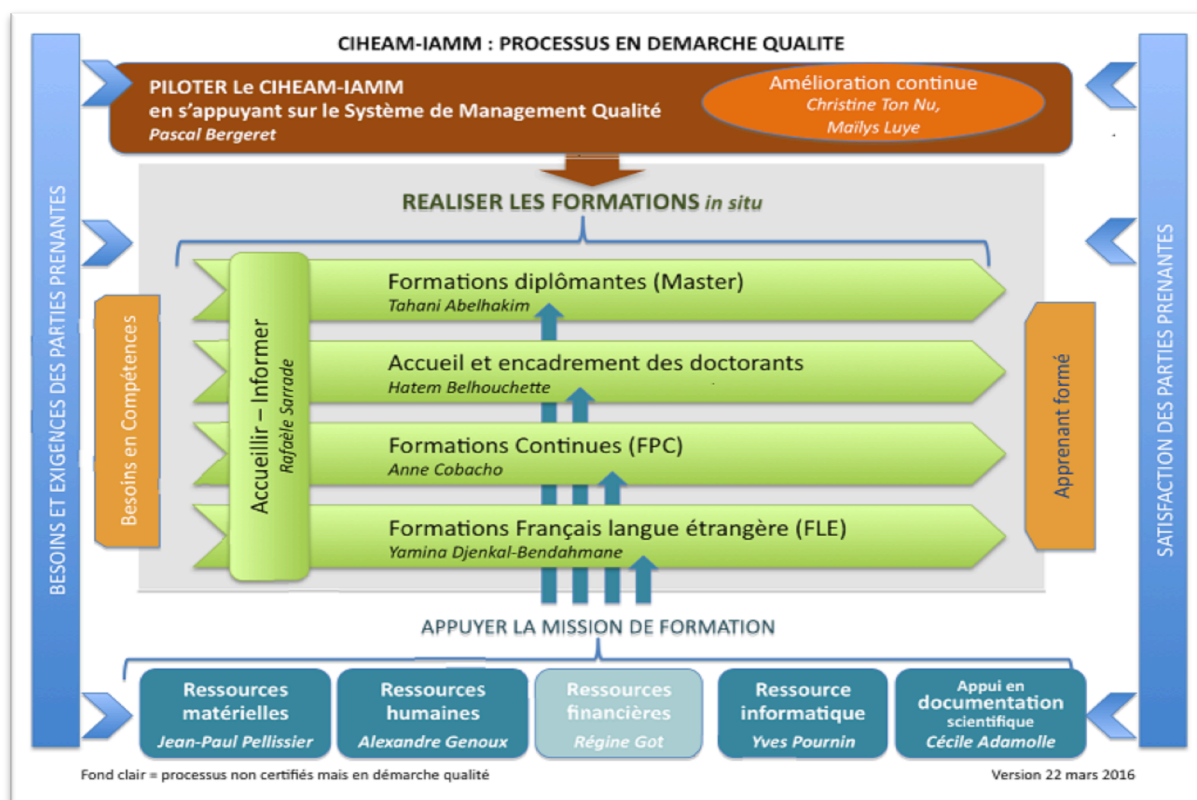 CIHEAM-IAMM : PROCESSUS EN DEMARCHE QUALITE
PILOTER Le CIHEAM-IAMM
en s'appuyant sur le Système de Management Qualité
Pascal Bergeret
Amélioration continue
Christine Ton Nu,
Maïlys Luye
BESOINS ET EXIGENCES DES PARTIES PRENANTES
SATISFACTION DES PARTIES PRENANTES
REALISER LES FORMATIONS in situ
Besoins en Compétences
Accueillir – Informer
Rafaèle Sarrade
Formations diplômantes (Master)
Tahani Abelhakim
Accueil et encadrement des doctorants
Hatem Belhouchette
Formations Continues (FPC)
Anne Cobacho
Formations Français langue étrangère (FLE)
Yamina Djenkal-Bendahmane
Apprenant formé
APPUYER LA MISSION DE FORMATION
Ressources
matérielles
Jean-Paul Pellissier
Ressources
humaines
Alexandre Genoux
Ressources
financières
Régine Got
Ressource
informatique
Yves Pournin
Appui en
documentation
scientifique
Cécile Adamolle
Fond clair = processus non certifiés mais en démarche qualité
Version 22 mars 2016